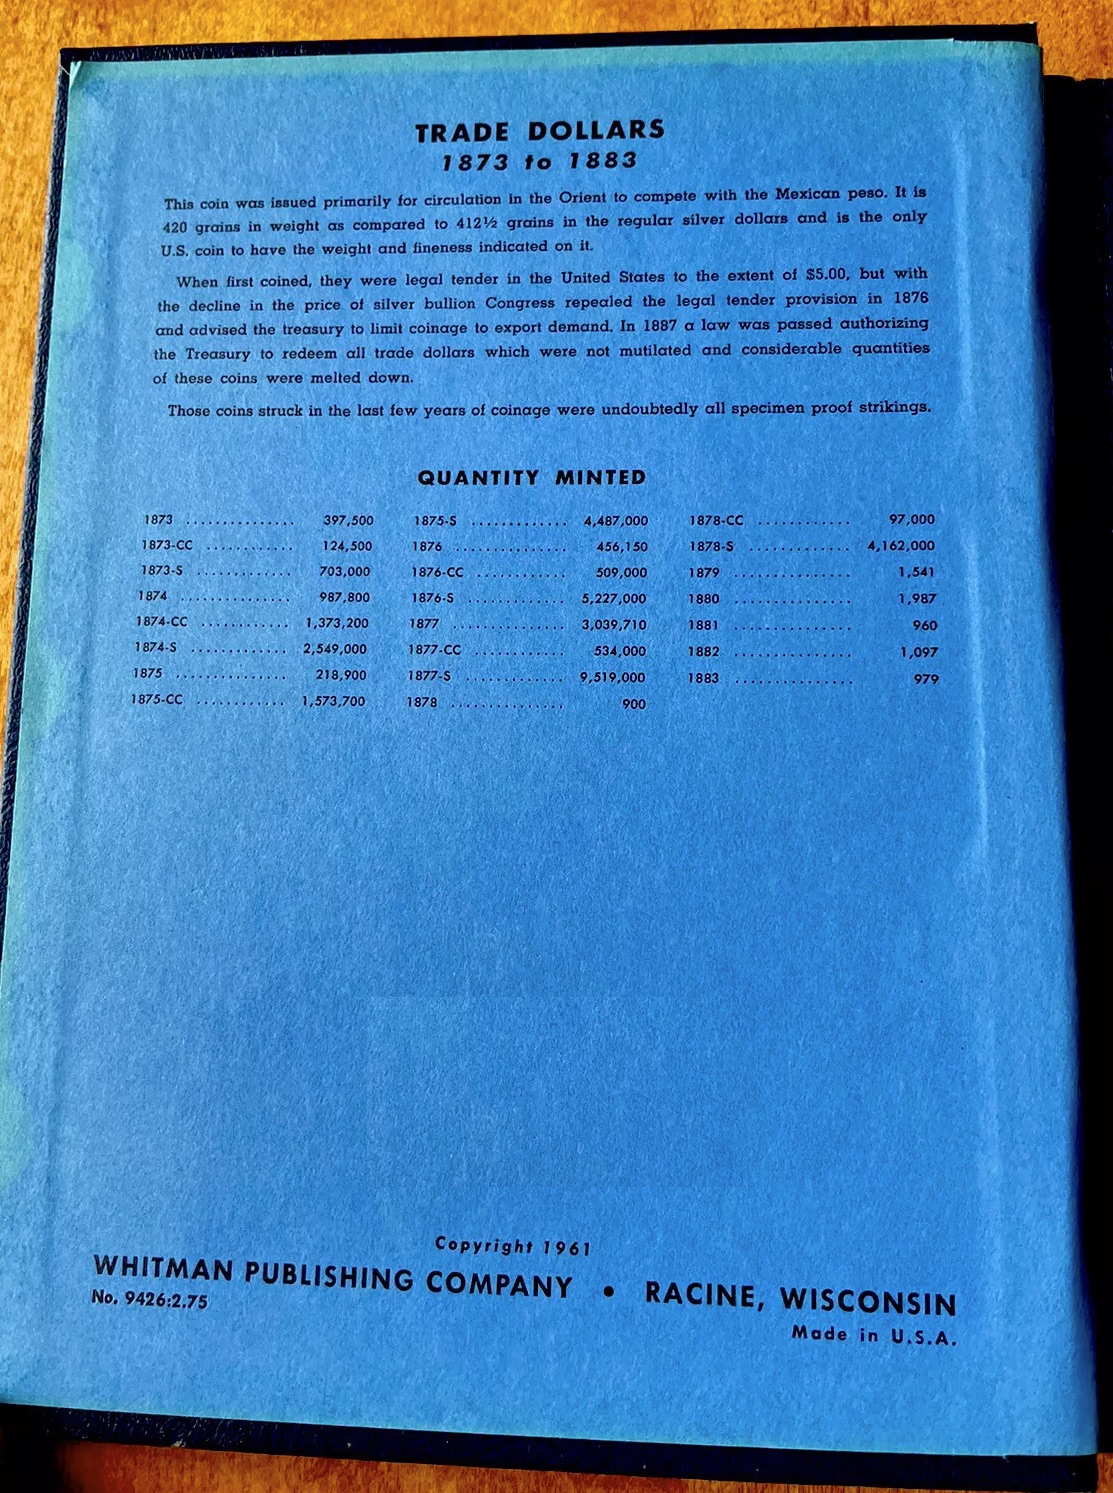 TRADE DOLLARS
1873 to 1883
This coin was issued primarily for circulation in the Orient to compete with the Mexican peso. It is
420 grains in weight as compared to 412½ grains in the regular silver dollars and is the only
U.S. coin to have the weight and fineness indicated on it.
When first coined, they were legal tender in the United States to the extent of $5.00, but with
the decline in the price of silver bullion Congress repealed the legal tender provision in 1876
and advised the treasury to limit coinage to export demand. In 1887 a law was passed authorizing
the Treasury to redeem all trade dollars which were not mutilated and considerable quantities
of these coins were melted down.
Those coins struck in the last few years of coinage were undoubtedly all specimen proof strikings.
QUANTITY MINTED
1873 ............... 397,500
1873-CC ............ 124,500
1873-S ............. 703,000
1874 ............... 987,800
1874-CC ............ 1,373,200
1874-S ............. 2,549,000
1875 ............... 218,900
1875-CC ............ 1,573,700
1875-S ............. 4,487,000
1876 ............... 456,150
1876-CC ............ 509,000
1876-S ............. 5,227,000
1877 ............... 3,039,710
1877-CC ............ 534,000
1877-S ............. 9,519,000
1878 ............... 900
1878-CC ............ 97,000
1878-S ............. 4,162,000
1879 ............... 1,541
1880 ............... 1,987
1881 ............... 960
1882 ............... 1,097
1883 ............... 979
Copyright 1961
WHITMAN PUBLISHING COMPANY • RACINE, WISCONSIN
No. 9426:2.75
Made in U.S.A.